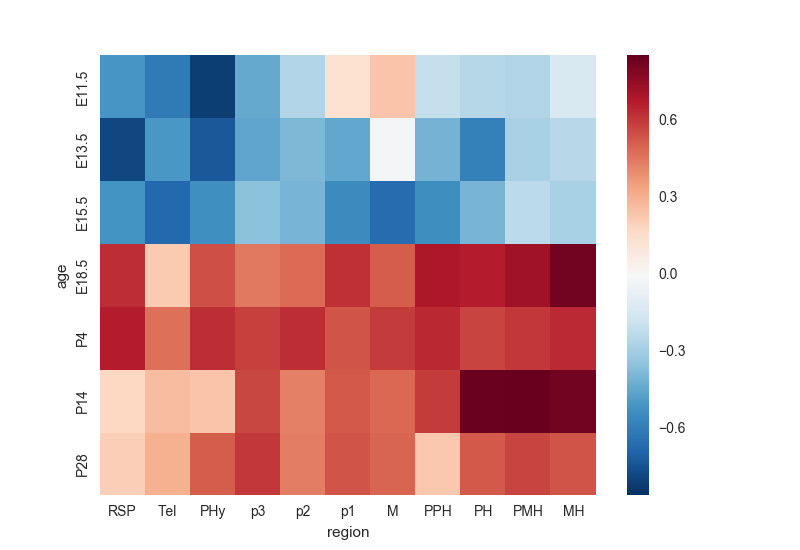 E11.5
E13.5
E15.5
E18.5
P4
P14
P28
age
RSP Tel PHy p3 p2 p1 M PPH PH PMH MH
region
0.6
0.3
0.0
−0.3
−0.6